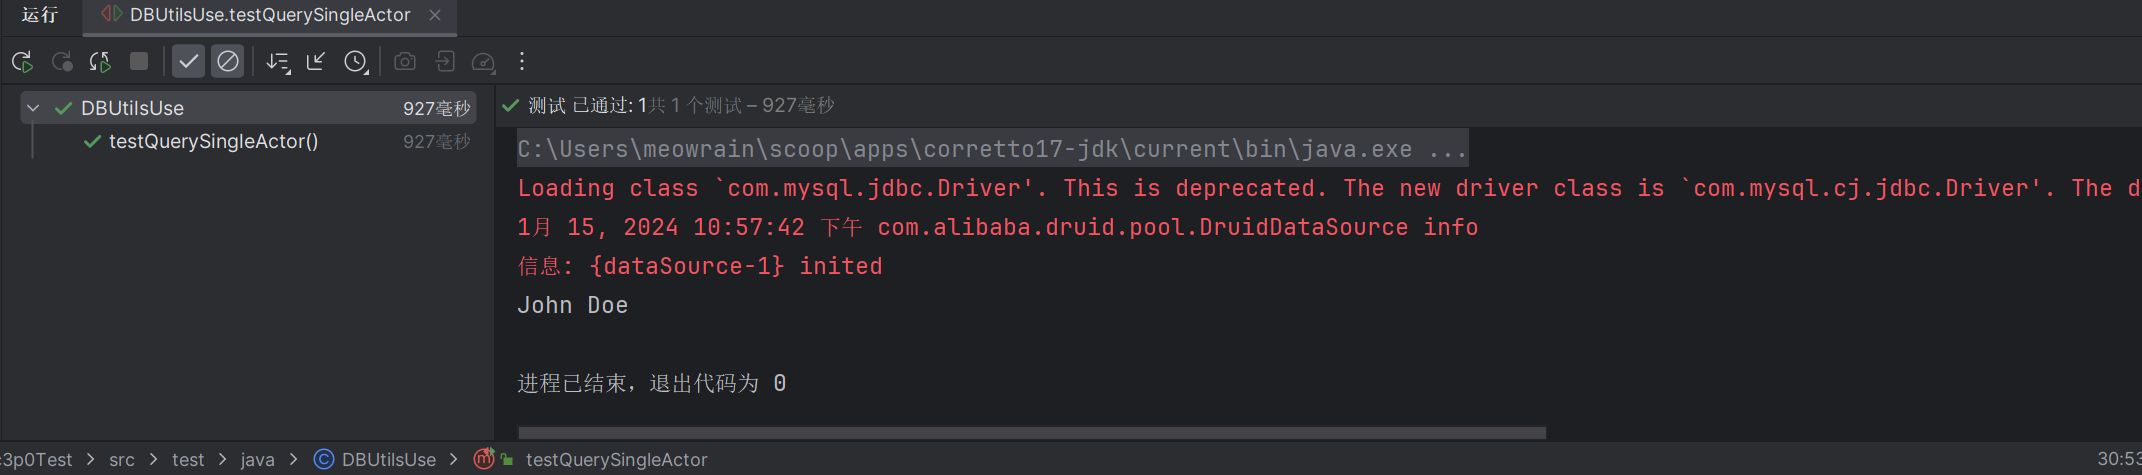 运行 DBUtilsUse.testQuerySingleActor
DBUtilsUse 927毫秒
testQuerySingleActor() 927毫秒
测试 已通过: 1共 1 个测试 – 927毫秒
C:\Users\meowrain\scoop\apps\corretto17-jdk\current\bin\java.exe ...
Loading class `com.mysql.jdbc.Driver'. This is deprecated. The new driver class is `com.mysql.cj.jdbc.Driver'. The d
1月 15, 2024 10:57:42 下午 com.alibaba.druid.pool.DruidDataSource info
信息: {dataSource-1} inited
John Doe
进程已结束，退出代码为 0
3p0Test > src > test > java > DBUtilsUse > testQuerySingleActor 30:53